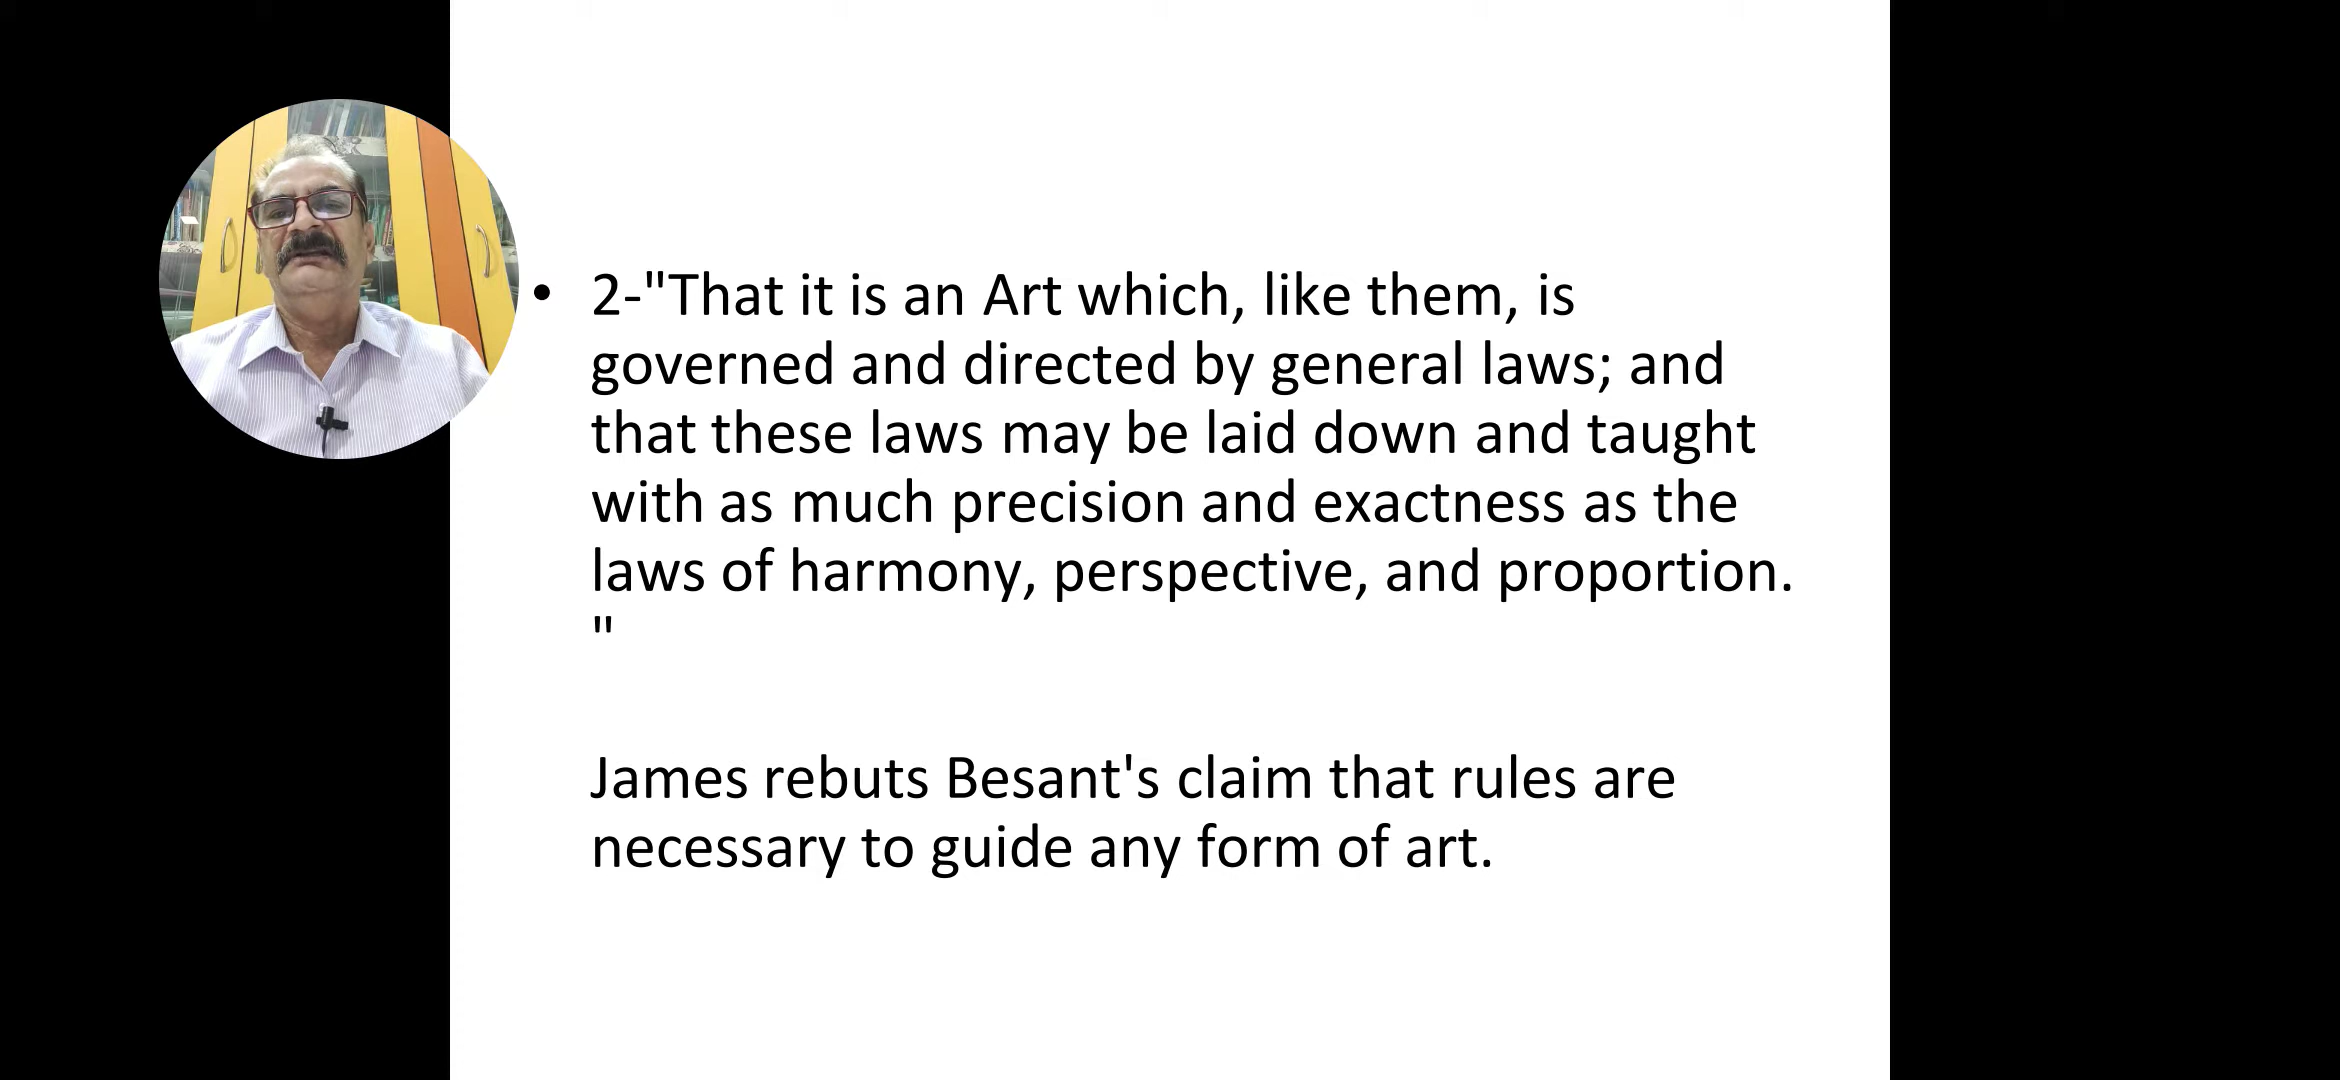 • 2-"That it is an Art which, like them, is
governed and directed by general laws; and
that these laws may be laid down and taught
with as much precision and exactness as the
laws of harmony, perspective, and proportion.
"
James rebuts Besant's claim that rules are
necessary to guide any form of art.